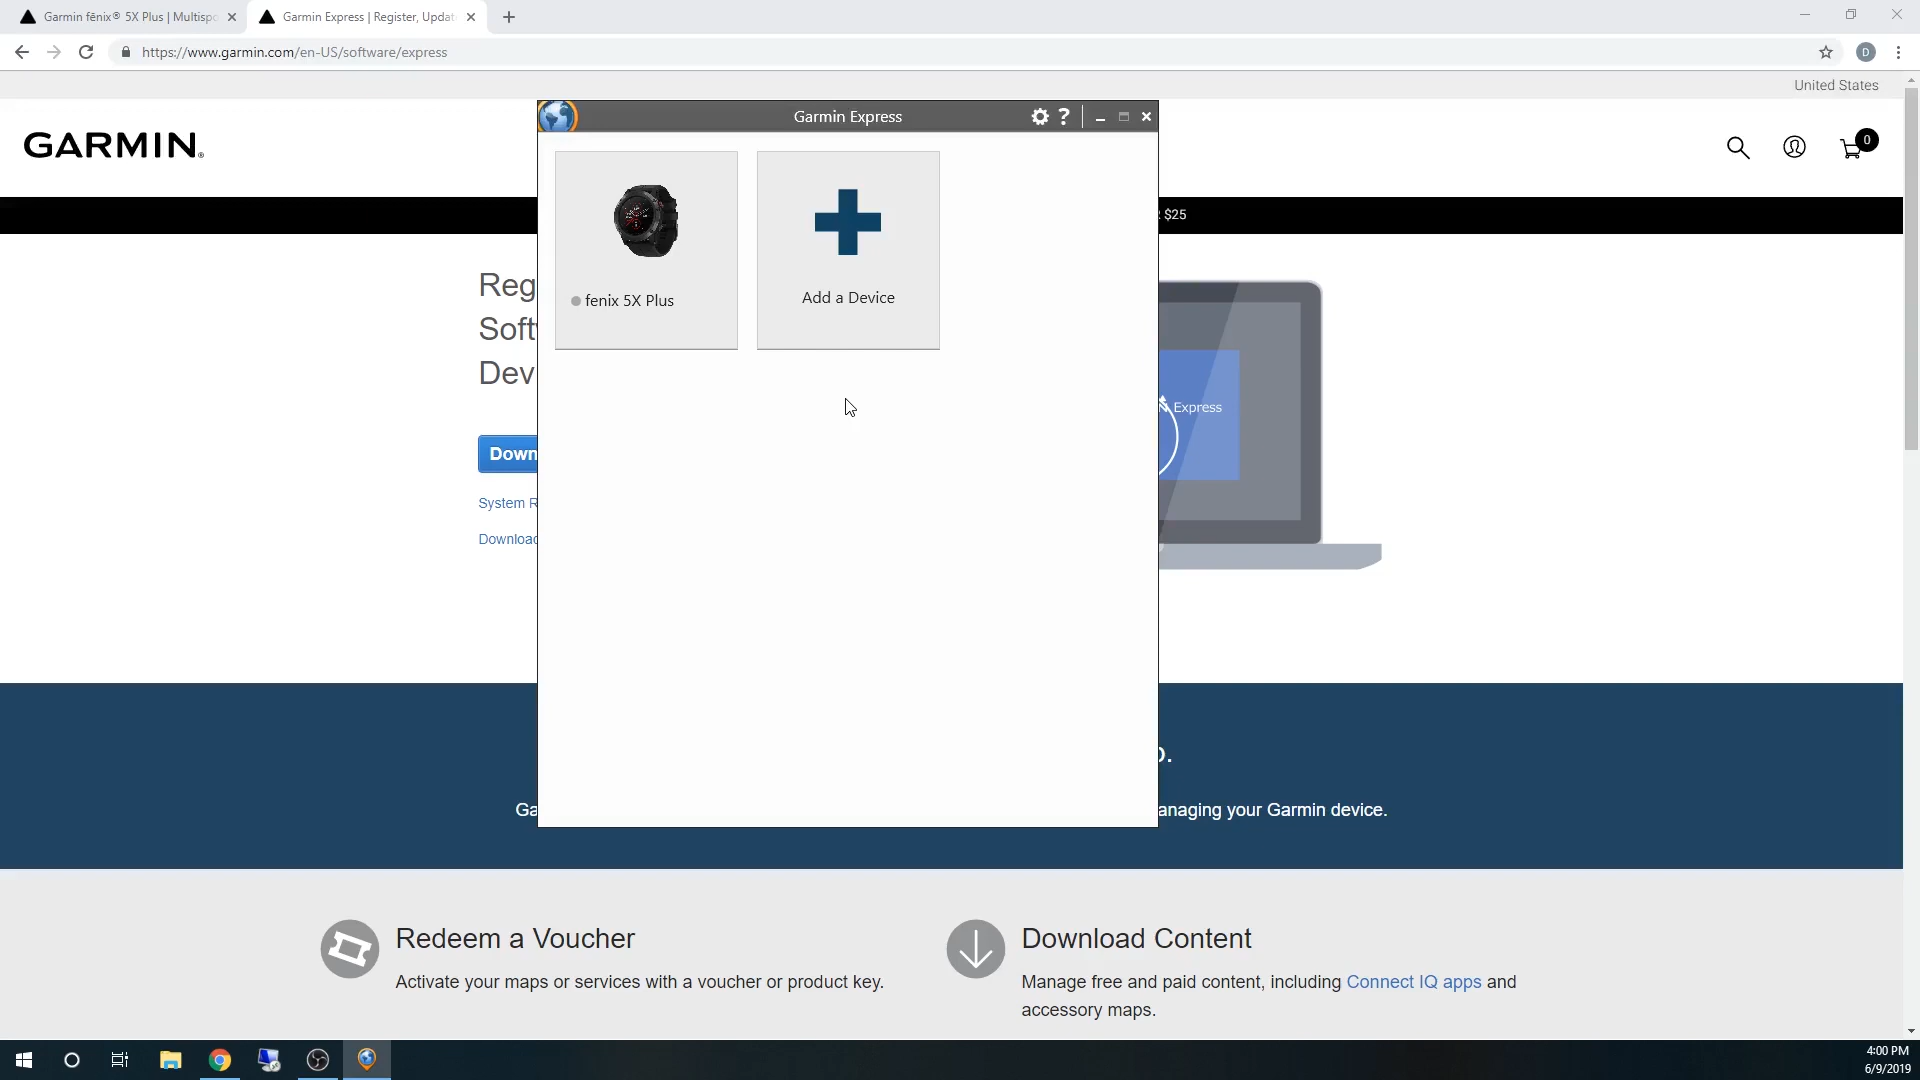 Garmin fēnix® 5X Plus | Multispo
Garmin Express | Register, Updat
https://www.garmin.com/en-US/software/express
D
United States
GARMIN
Garmin Express
?
0
$25
fenix 5X Plus
Add a Device
Reg
Soft
Dev
Express
Down
System R
Download
p.
Ga
anaging your Garmin device.
Redeem a Voucher
Activate your maps or services with a voucher or product key.
Download Content
Manage free and paid content, including Connect IQ apps and
accessory maps.
4:00 PM
6/9/2019